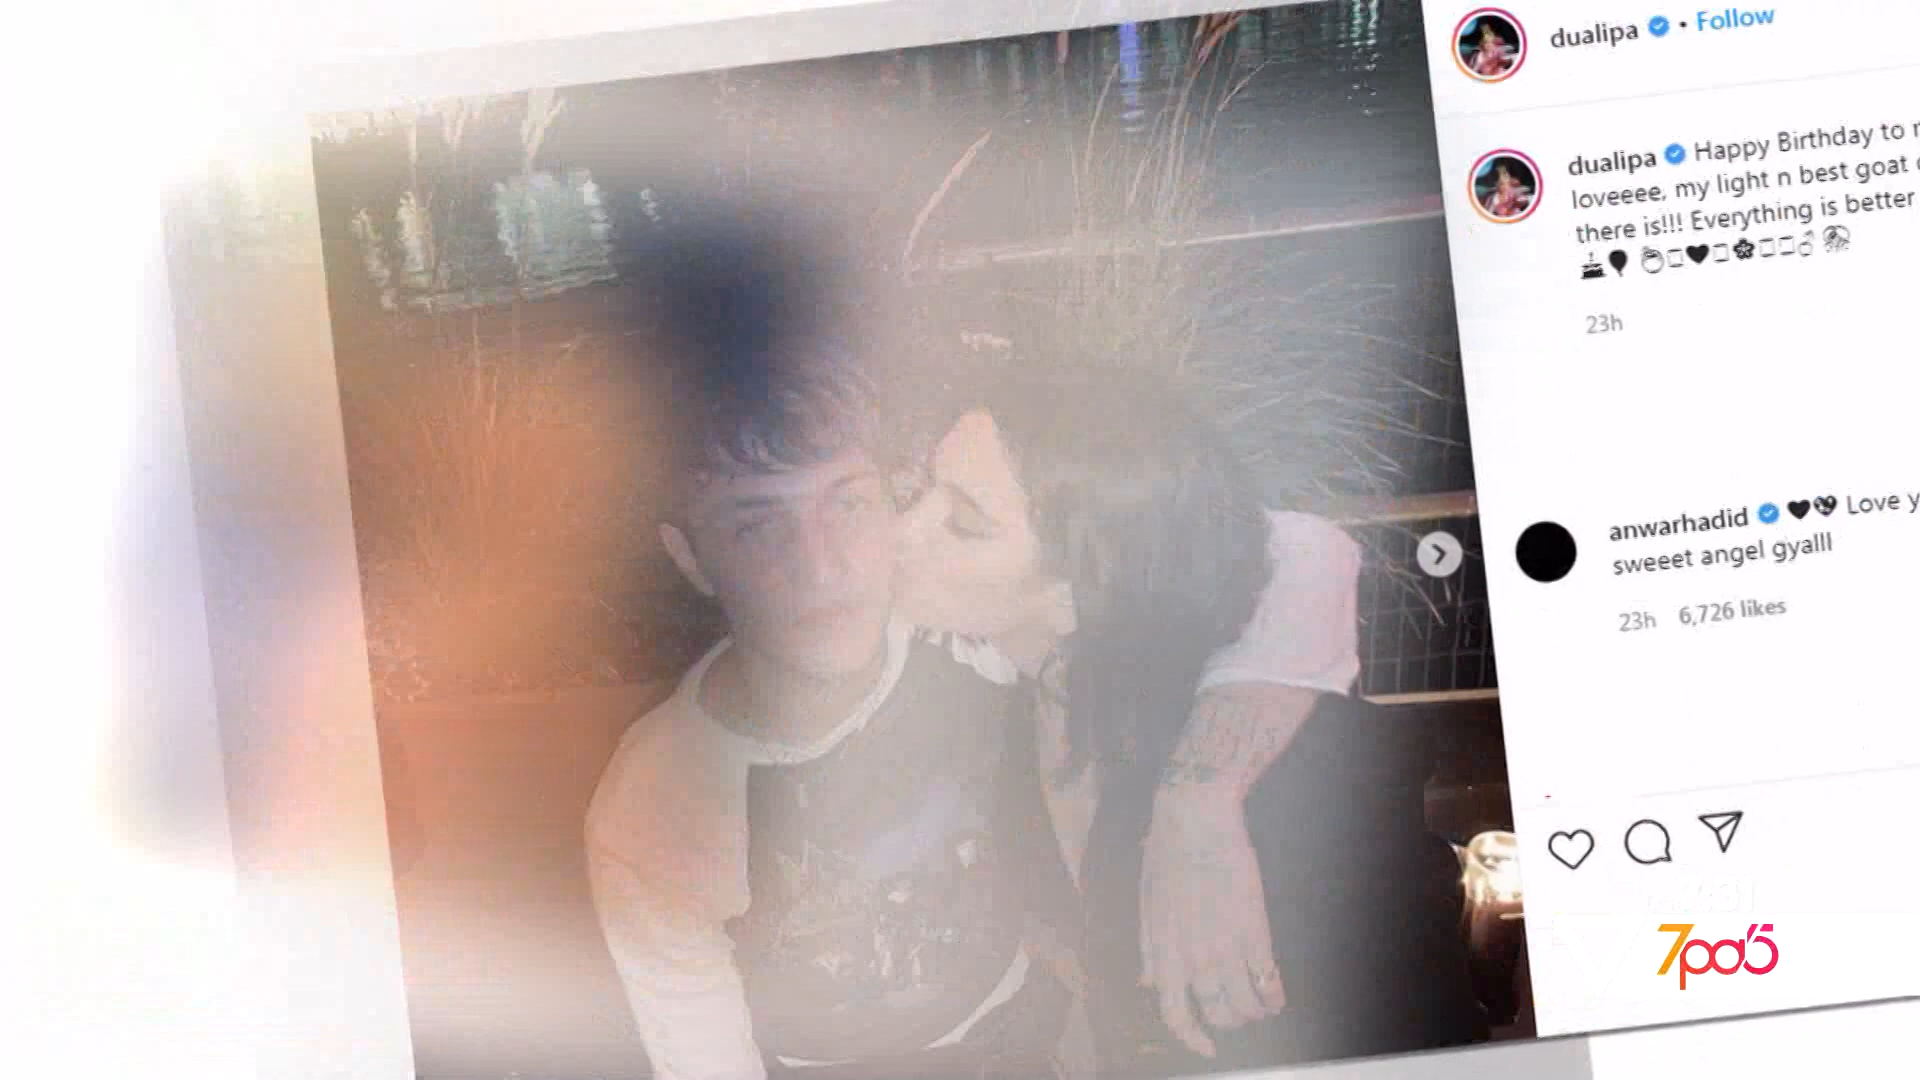 dualipa • Follow
dualipa Happy Birthday to
loveeee, my light n best goat
there is!!! Everything is better
23h
anwarhadid Love
sweeet angel gyalll
23h 6,726 likes
7pa5